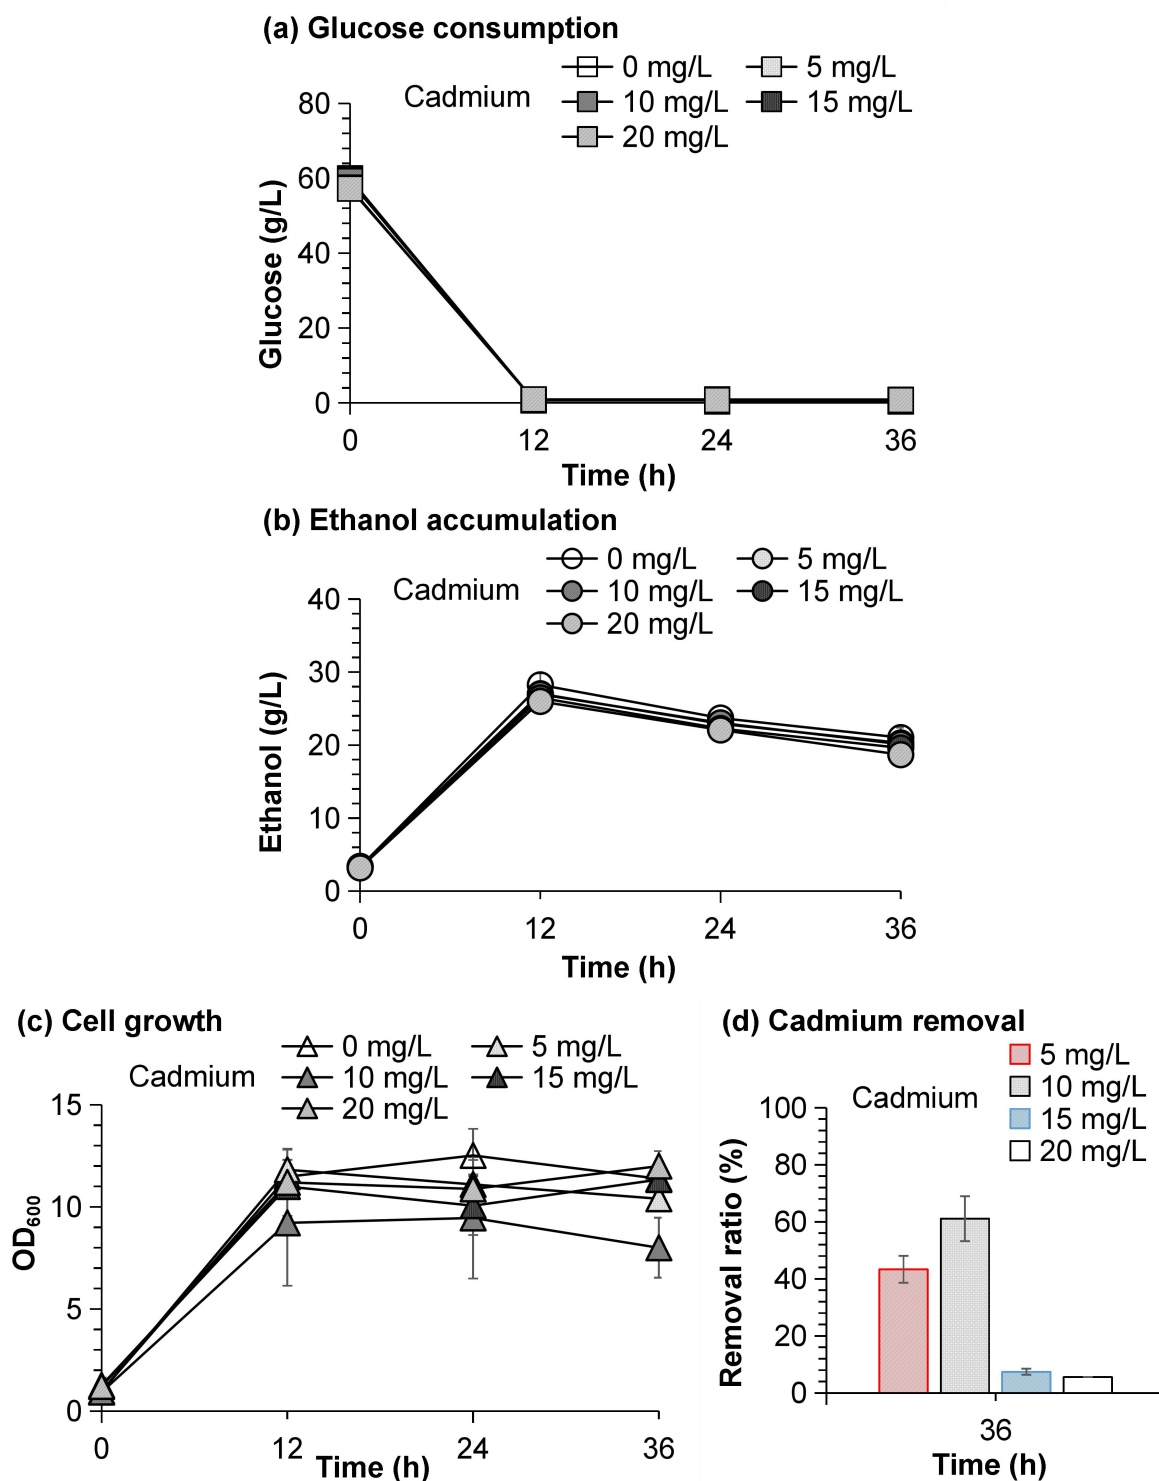 (a) Glucose consumption
0 mg/L 5 mg/L
Cadmium 10 mg/L 15 mg/L
20 mg/L
80
60
40
20
0
Glucose (g/L)
0 12 24 36
Time (h)
(b) Ethanol accumulation
0 mg/L 5 mg/L
Cadmium 10 mg/L 15 mg/L
20 mg/L
40
30
20
10
0
Ethanol (g/L)
0 12 24 36
Time (h)
(c) Cell growth
0 mg/L 5 mg/L
Cadmium 10 mg/L 15 mg/L
20 mg/L
15
10
5
0
OD600
0 12 24 36
Time (h)
(d) Cadmium removal
5 mg/L
Cadmium 10 mg/L
15 mg/L
20 mg/L
100
80
60
40
20
0
Removal ratio (%)
36
Time (h)